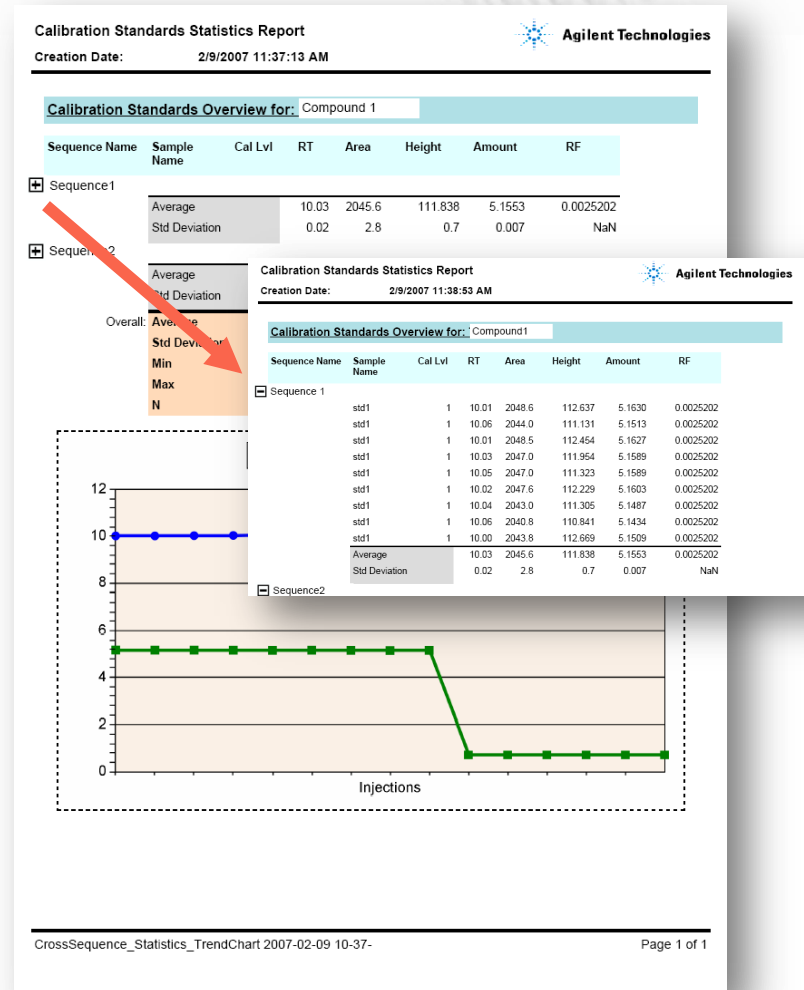 Calibration Standards Statistics Report
Agilent Technologies
Creation Date: 2/9/2007 11:37:13 AM
Calibration Standards Overview for: Compound 1
Sequence Name Sample Name Cal Lvl RT Area Height Amount RF
Sequence1
Average 10.03 2045.6 111.838 5.1553 0.0025202
Std Deviation 0.02 2.8 0.7 0.007 NaN
Sequence2
Average
Std Deviation
Overall: Average
Std Deviation
Min
Max
N
12
10
8
6
4
2
0
Injections
CrossSequence_Statistics_TrendChart 2007-02-09 10-37- Page 1 of 1
Calibration Standards Statistics Report
Agilent Technologies
Creation Date: 2/9/2007 11:38:53 AM
Calibration Standards Overview for: Compound1
Sequence Name Sample Name Cal Lvl RT Area Height Amount RF
Sequence 1
std1 1 10.01 2048.6 112.637 5.1630 0.0025202
std1 1 10.06 2044.0 111.131 5.1513 0.0025202
std1 1 10.01 2048.5 112.454 5.1627 0.0025202
std1 1 10.03 2047.0 111.954 5.1589 0.0025202
std1 1 10.05 2047.0 111.323 5.1589 0.0025202
std1 1 10.02 2047.6 112.229 5.1603 0.0025202
std1 1 10.04 2043.0 111.305 5.1487 0.0025202
std1 1 10.06 2040.8 110.841 5.1434 0.0025202
std1 1 10.00 2043.8 112.669 5.1509 0.0025202
Average 10.03 2045.6 111.838 5.1553 0.0025202
Std Deviation 0.02 2.8 0.7 0.007 NaN
Sequence2